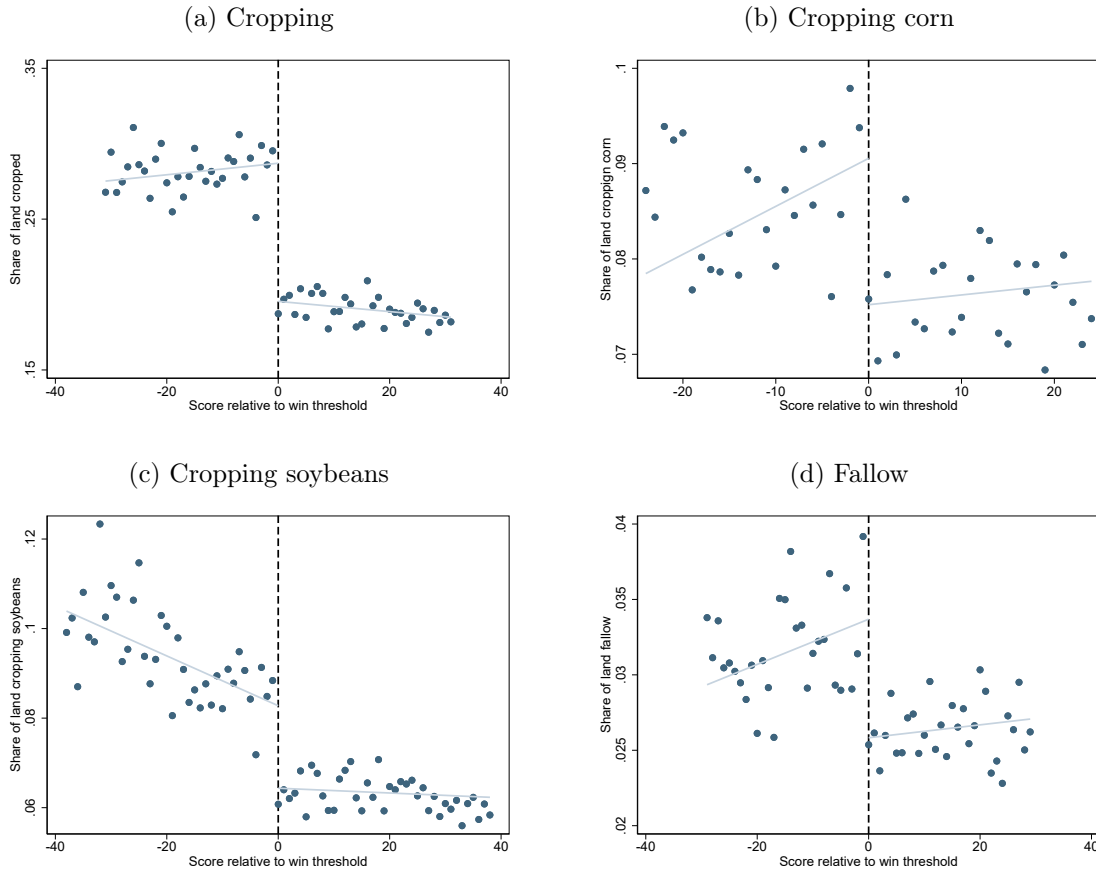 (a) Cropping
Share of land cropped
.35
.25
.15
-40 -20 0 20 40
Score relative to win threshold
(b) Cropping corn
Share of land croppign corn
.1
.09
.08
.07
-20 -10 0 10 20
Score relative to win threshold
(c) Cropping soybeans
Share of land cropping soybeans
.12
.1
.08
.06
-40 -20 0 20 40
Score relative to win threshold
(d) Fallow
Share of land fallow
.04
.035
.03
.025
.02
-40 -20 0 20 40
Score relative to win threshold